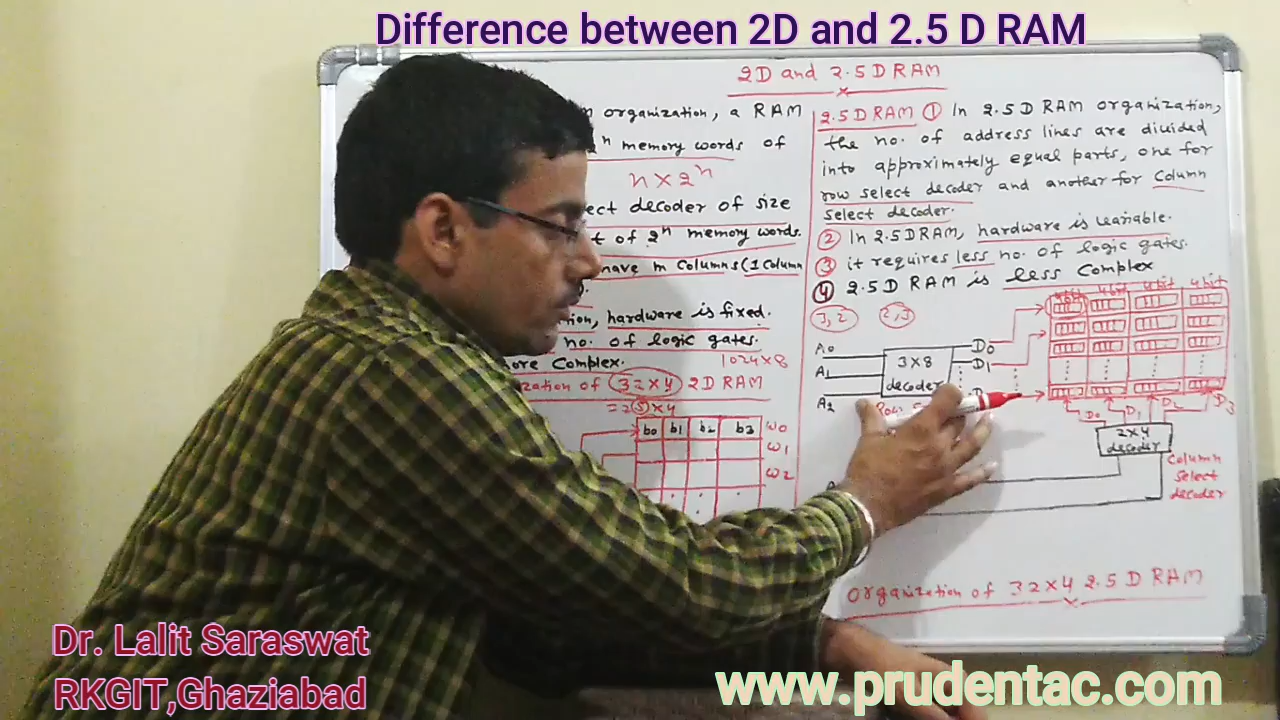 Difference between 2D and 2.5 D RAM
2D and 2.5 D RAM
organization, a RAM
2ⁿ memory words of
n x 2ⁿ
decoder of size
of 2ⁿ memory words.
have m columns (1 Column
hardware is fixed.
no. of logic gates.
more Complex.
1024x8
of 32x4 2D RAM
= 2⁵x4
b0 b1 b2 b3 w0
w1
w2
2.5 D RAM ① In 2.5 D RAM organization,
the no. of address lines are divided
into approximately equal parts, one for
row select decoder and another for Column
select decoder.
② In 2.5 D RAM, hardware is
③ it requires less no. of logic gates.
④ 2.5 D RAM is less Complex
4 bit 4 bit 4 bit
3,2 2,3
A0
A1
A2
3x8
decoder
D0
D1
D0 D1 D2 D3
2x4
decoder
Column
select
decoder
organization of 32x4 2.5 D RAM
Dr. Lalit Saraswat
RKGIT,Ghaziabad
www.prudentac.com